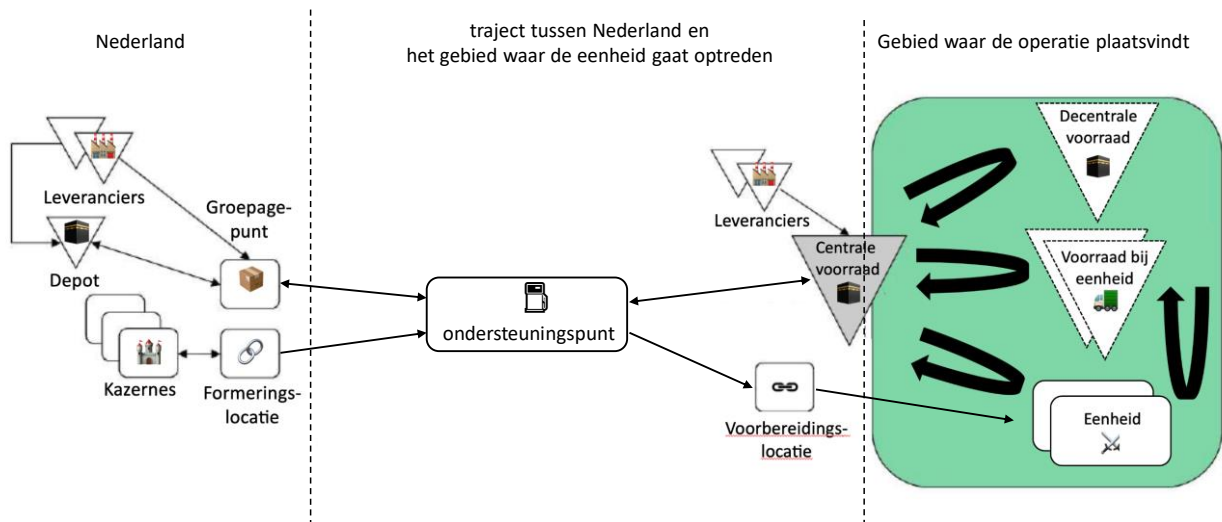 Nederland
traject tussen Nederland en
het gebied waar de eenheid gaat optreden
Gebied waar de operatie plaatsvindt
Leveranciers
Groepage-
punt
Depot
Kazernes
Formerings-
locatie
ondersteuningspunt
Leveranciers
Centrale
voorraad
Voorbereidings-
locatie
Decentrale
voorraad
Voorraad bij
eenheid
Eenheid